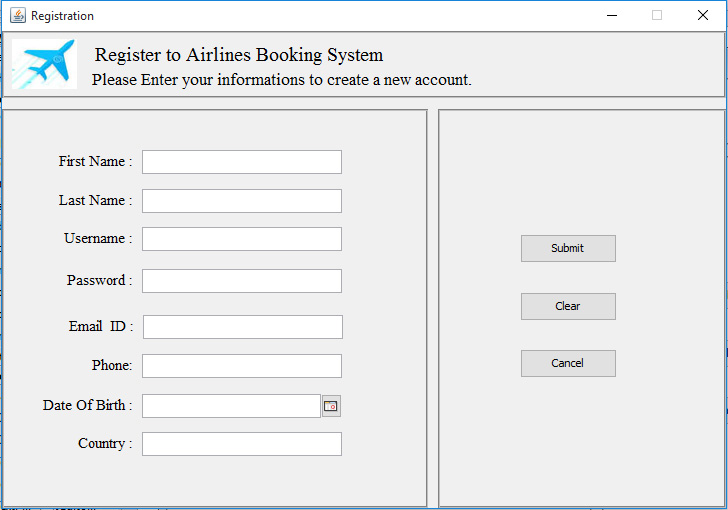 Registration
Register to Airlines Booking System
Please Enter your informations to create a new account.
First Name :
Last Name :
Username :
Password :
Email  ID :
Phone:
Date Of Birth :
Country :
Submit
Clear
Cancel